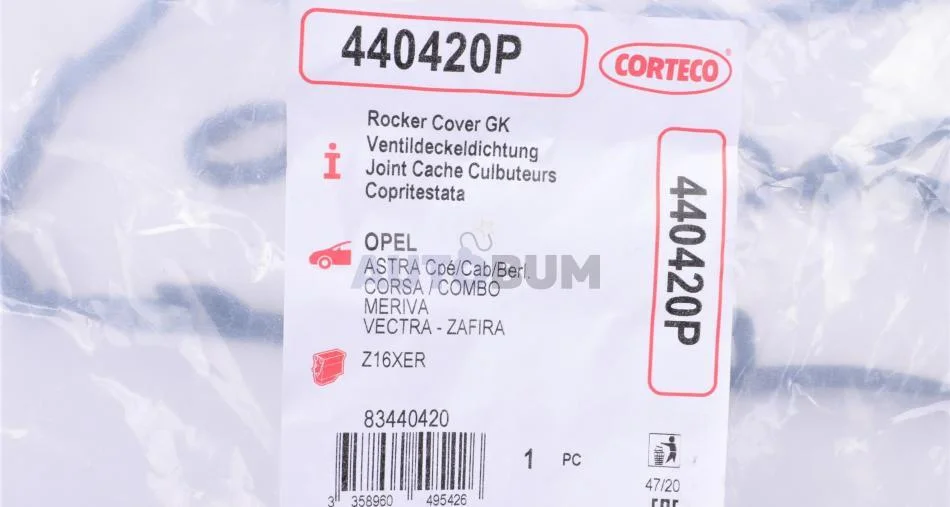 440420P
CORTECO
®
Rocker Cover GK
Ventildeckeldichtung
Joint Cache Culbuteurs
Copritestata
440420P
OPEL
AUTOBUM
ASTRA Cpé/Cab/Berl.
CORSA / COMBO
MERIVA
VECTRA - ZAFIRA
Z16XER
83440420
1 PC
47/20
3 358960 495426